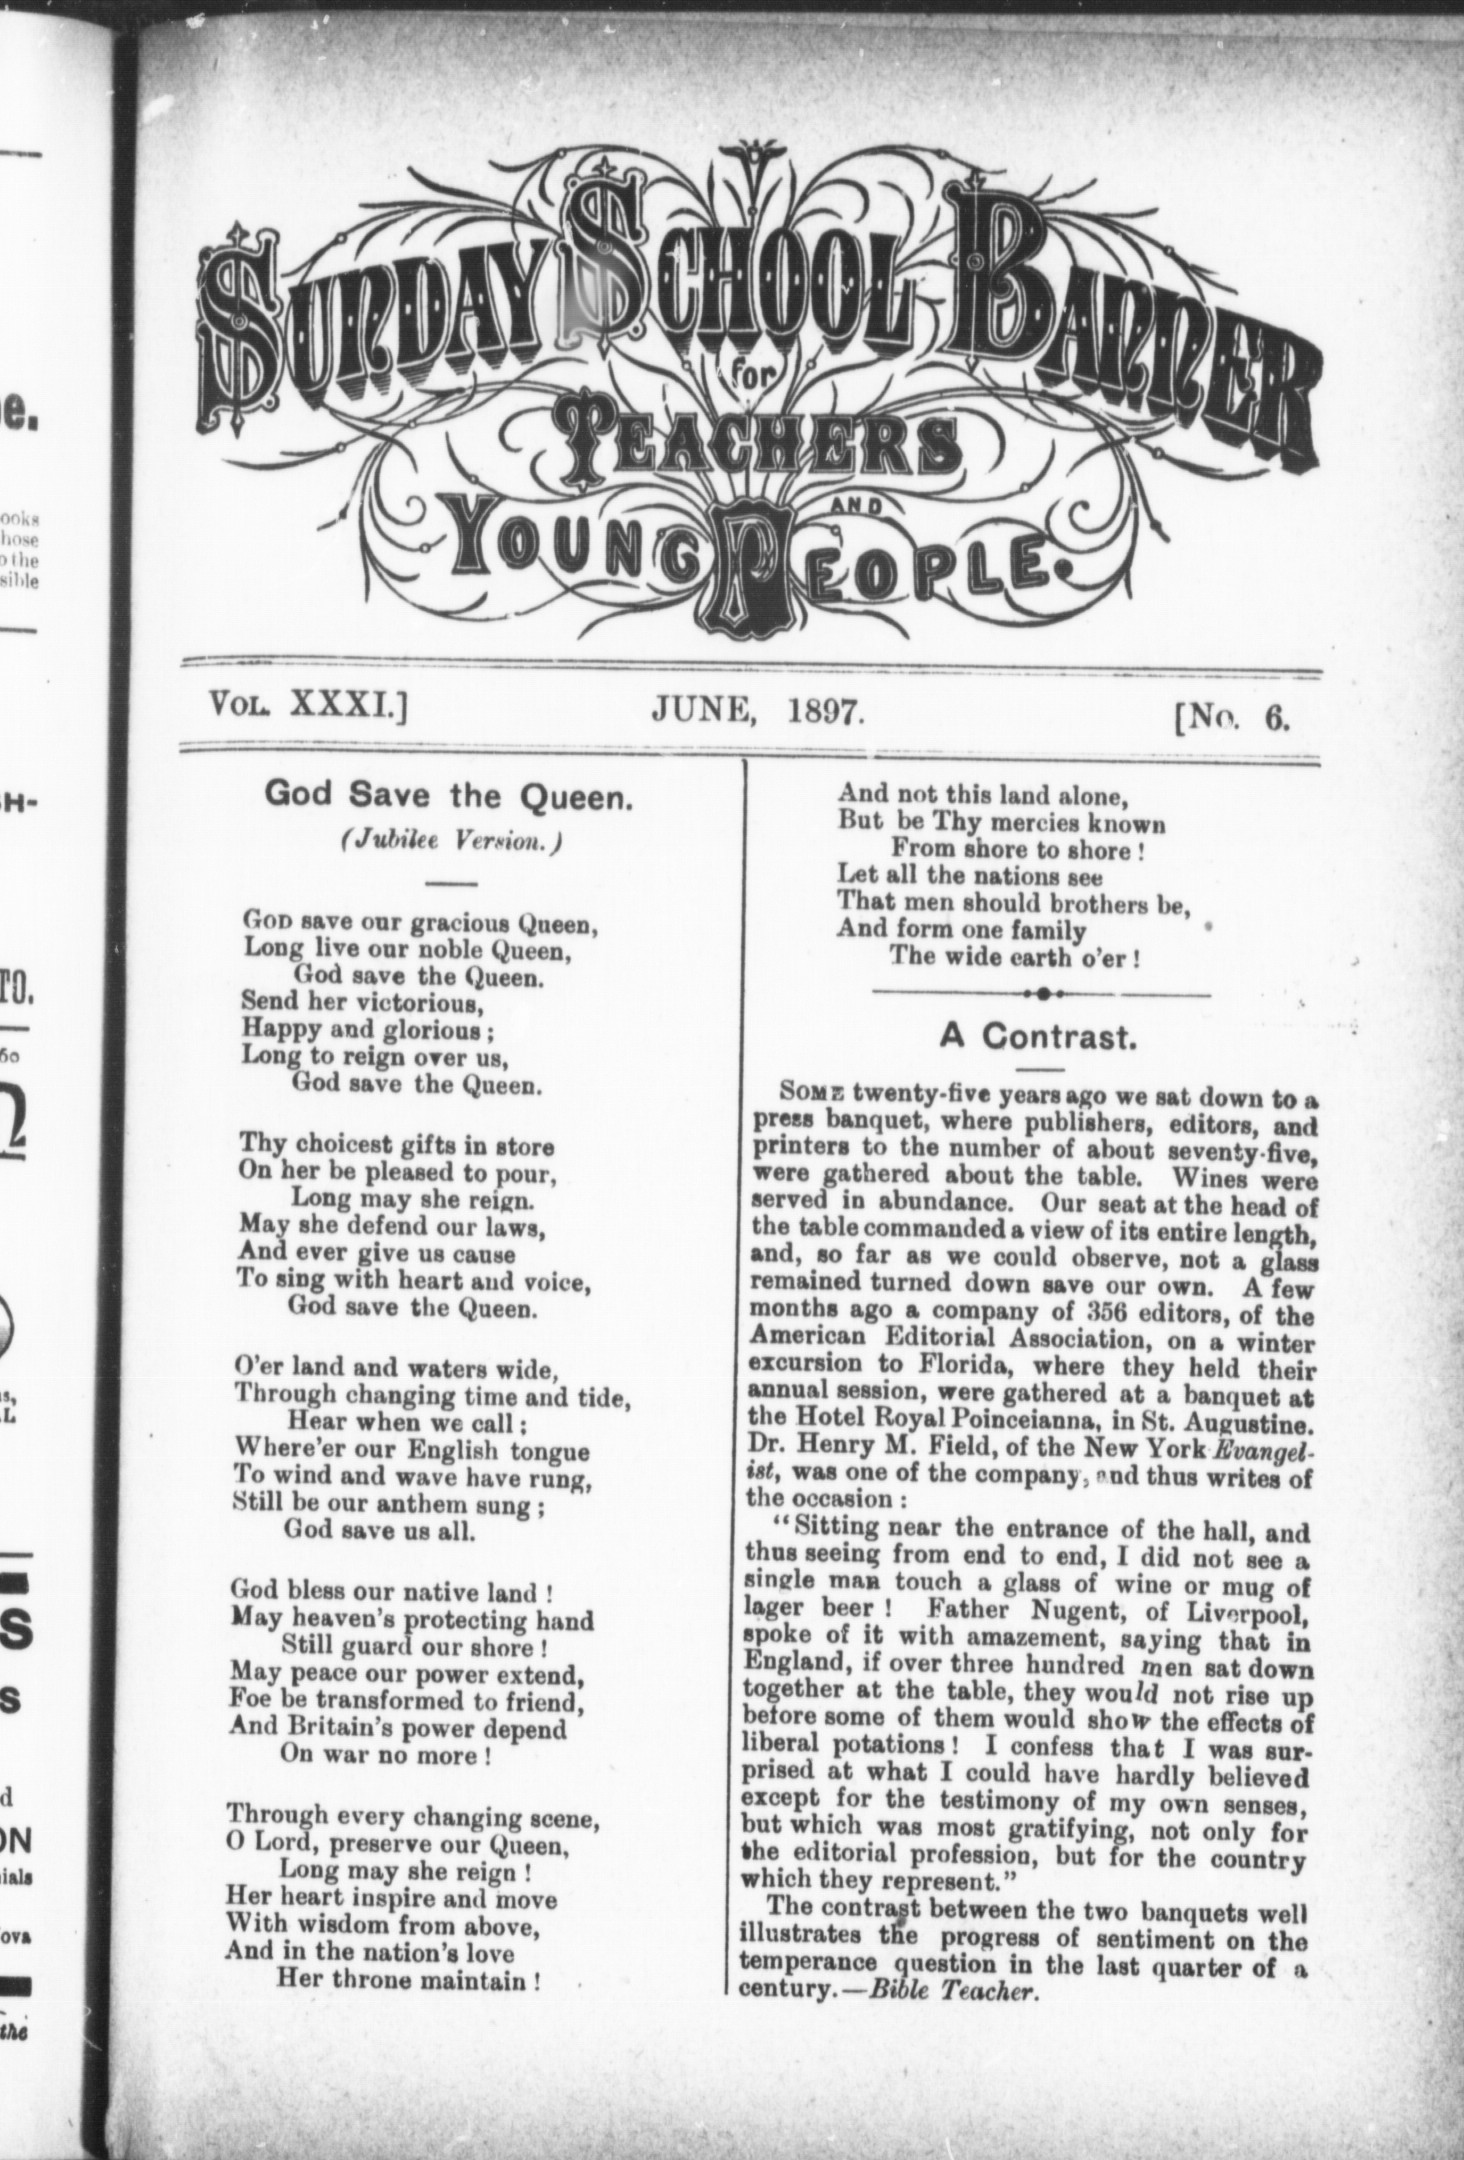 SUNDAY SCHOOL BANNER
for
TEACHERS
AND
YOUNG PEOPLE.
VOL. XXXI.] JUNE, 1897. [No. 6.
God Save the Queen.
(Jubilee Version.)
GOD save our gracious Queen,
Long live our noble Queen,
God save the Queen.
Send her victorious,
Happy and glorious;
Long to reign over us,
God save the Queen.
Thy choicest gifts in store
On her be pleased to pour,
Long may she reign.
May she defend our laws,
And ever give us cause
To sing with heart and voice,
God save the Queen.
O'er land and waters wide,
Through changing time and tide,
Hear when we call:
Where'er our English tongue
To wind and wave have rung,
Still be our anthem sung;
God save us all.
God bless our native land!
May heaven's protecting hand
Still guard our shore!
May peace our power extend,
Foe be transformed to friend,
And Britain's power depend
On war no more!
Through every changing scene,
O Lord, preserve our Queen,
Long may she reign!
Her heart inspire and move
With wisdom from above,
And in the nation's love
Her throne maintain!
And not this land alone,
But be Thy mercies known
From shore to shore!
Let all the nations see
That men should brothers be,
And form one family
The wide earth o'er!
A Contrast.
SOME twenty-five years ago we sat down to a
press banquet, where publishers, editors, and
printers to the number of about seventy-five,
were gathered about the table. Wines were
served in abundance. Our seat at the head of
the table commanded a view of its entire length,
and, so far as we could observe, not a glass
remained turned down save our own. A few
months ago a company of 356 editors, of the
American Editorial Association, on a winter
excursion to Florida, where they held their
annual session, were gathered at a banquet at
the Hotel Royal Poinceianna, in St. Augustine.
Dr. Henry M. Field, of the New York Evangel-
ist, was one of the company, and thus writes of
the occasion:
"Sitting near the entrance of the hall, and
thus seeing from end to end, I did not see a
single man touch a glass of wine or mug of
lager beer! Father Nugent, of Liverpool,
spoke of it with amazement, saying that in
England, if over three hundred men sat down
together at the table, they would not rise up
before some of them would show the effects of
liberal potations! I confess that I was sur-
prised at what I could have hardly believed
except for the testimony of my own senses,
but which was most gratifying, not only for
the editorial profession, but for the country
which they represent."
The contrast between the two banquets well
illustrates the progress of sentiment on the
temperance question in the last quarter of a
century.—Bible Teacher.